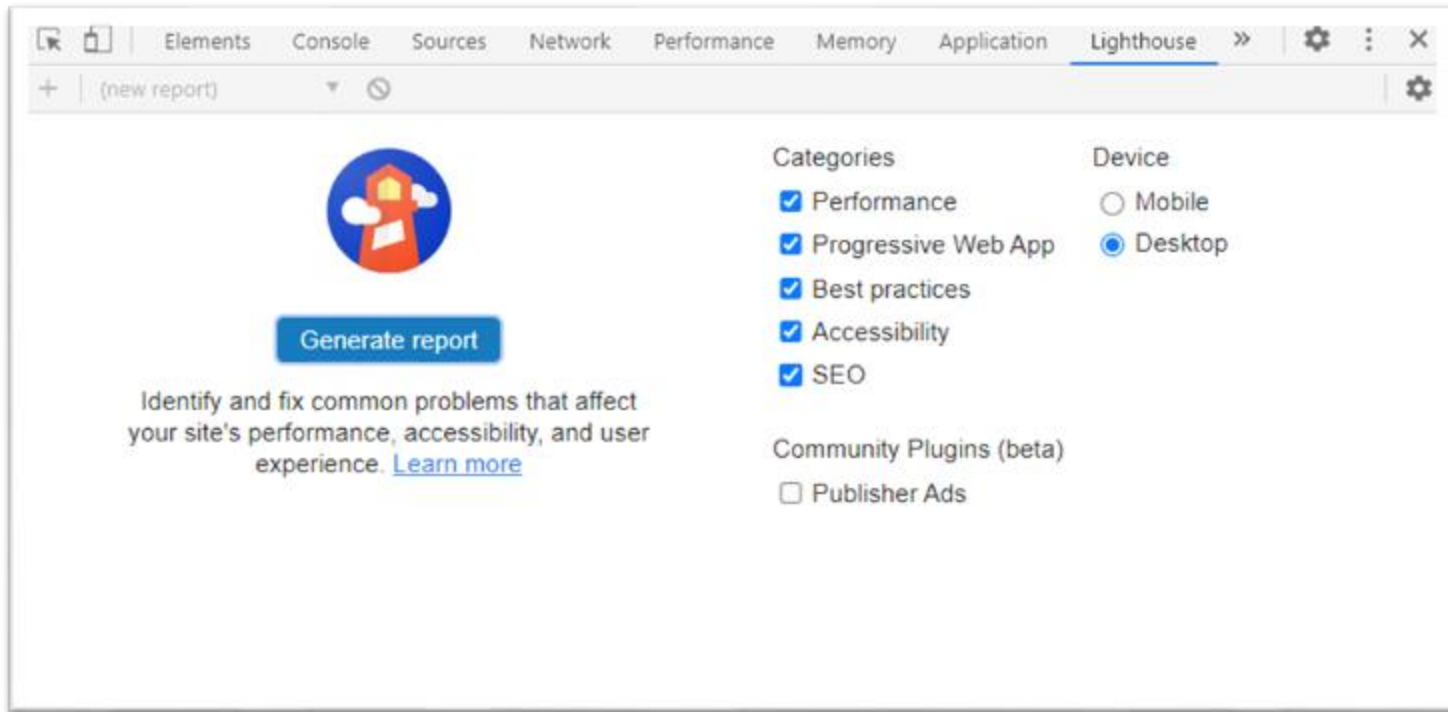 Elements Console Sources Network Performance Memory Application Lighthouse »
(new report)
Categories
Performance
Progressive Web App
Best practices
Accessibility
SEO
Device
Mobile
Desktop
Generate report
Identify and fix common problems that affect
your site's performance, accessibility, and user
experience. Learn more
Community Plugins (beta)
Publisher Ads